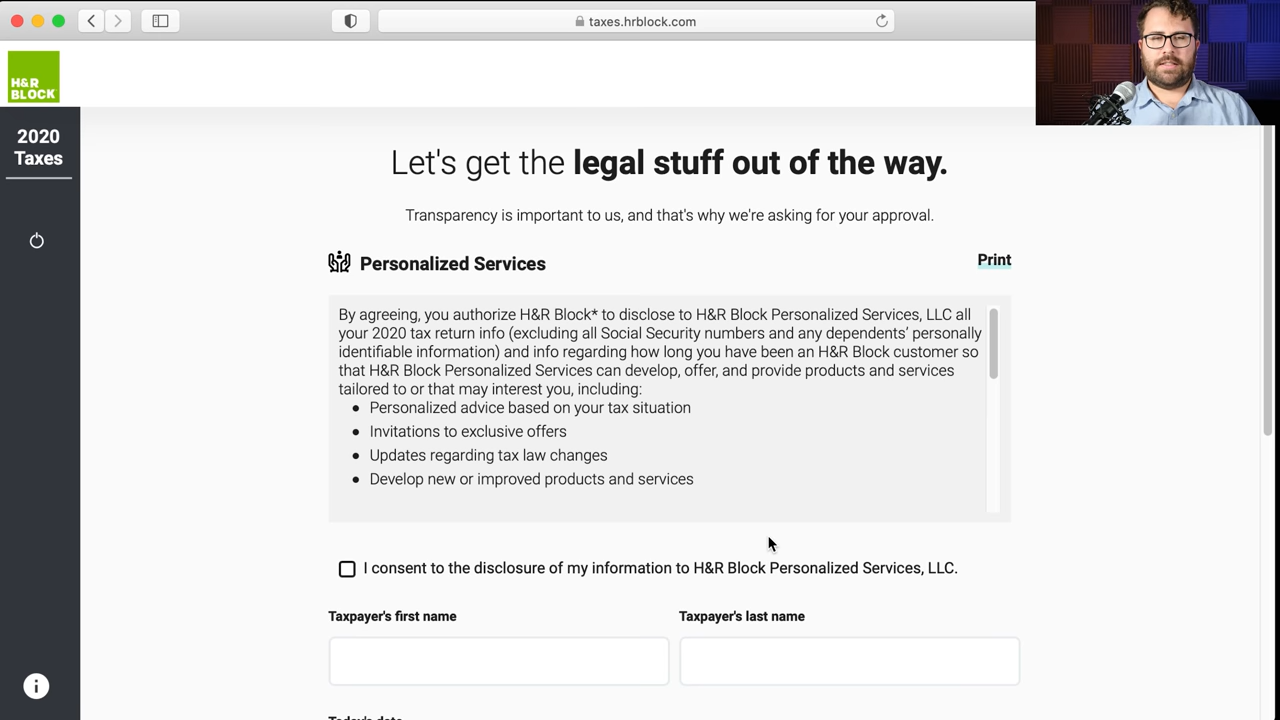 taxes.hrblock.com
H&R
BLOCK
2020
Taxes
Let's get the legal stuff out of the way.
Transparency is important to us, and that's why we're asking for your approval.
Personalized Services
Print
By agreeing, you authorize H&R Block* to disclose to H&R Block Personalized Services, LLC all
your 2020 tax return info (excluding all Social Security numbers and any dependents' personally
identifiable information) and info regarding how long you have been an H&R Block customer so
that H&R Block Personalized Services can develop, offer, and provide products and services
tailored to or that may interest you, including:
• Personalized advice based on your tax situation
• Invitations to exclusive offers
• Updates regarding tax law changes
• Develop new or improved products and services
I consent to the disclosure of my information to H&R Block Personalized Services, LLC.
Taxpayer's first name
Taxpayer's last name
Today's date